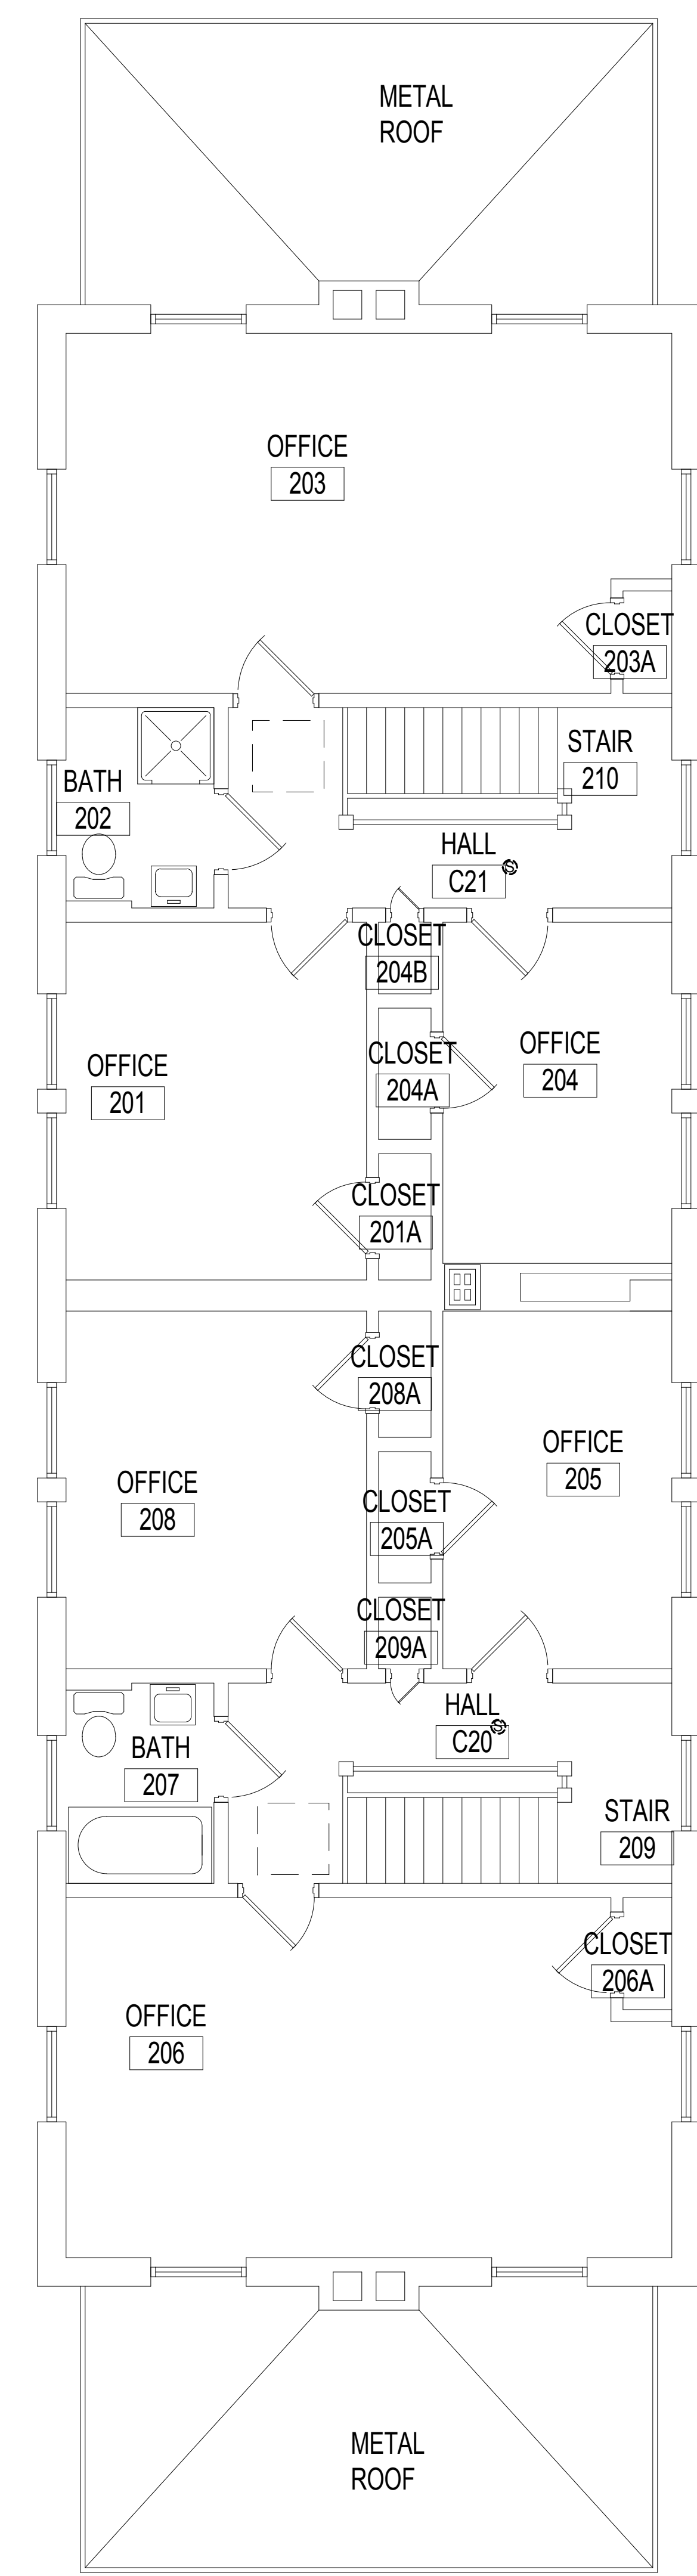 METAL
ROOF
OFFICE
203
CLOSET
203A
STAIR
210
BATH
202
HALL
C21
S
CLOSET
204B
CLOSET
204A
OFFICE
204
OFFICE
201
CLOSET
201A
CLOSET
208A
OFFICE
205
OFFICE
208
CLOSET
205A
CLOSET
209A
HALL
C20
S
BATH
207
STAIR
209
CLOSET
206A
OFFICE
206
METAL
ROOF